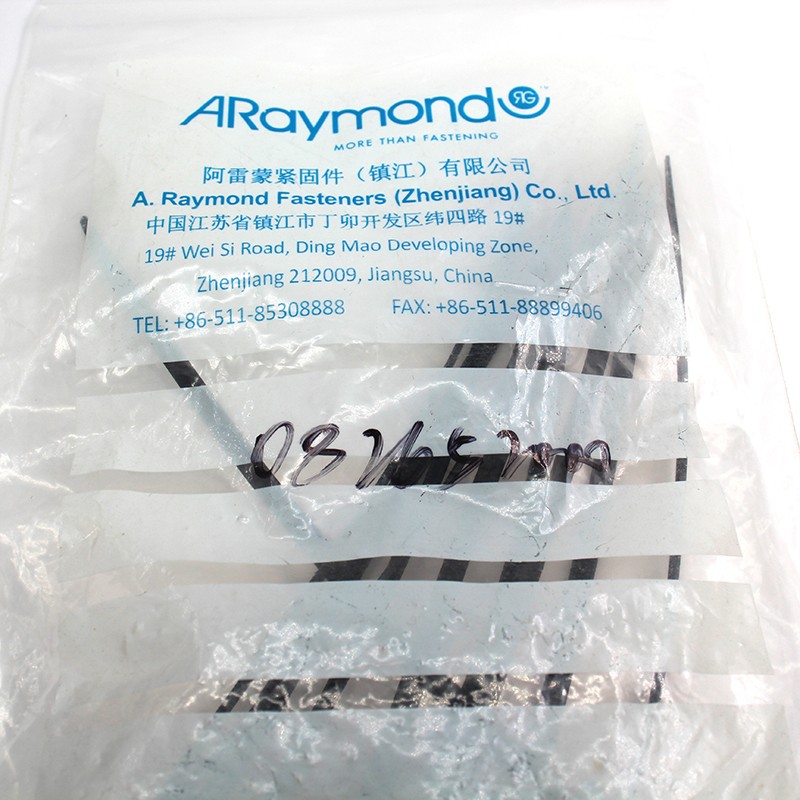 ARaymond RG™
MORE THAN FASTENING
阿雷蒙紧固件（镇江）有限公司
A. Raymond Fasteners (Zhenjiang) Co., Ltd.
中国江苏省镇江市丁卯开发区纬四路 19#
19# Wei Si Road, Ding Mao Developing Zone,
Zhenjiang 212009, Jiangsu, China
TEL: +86-511-85308888 FAX: +86-511-88899406